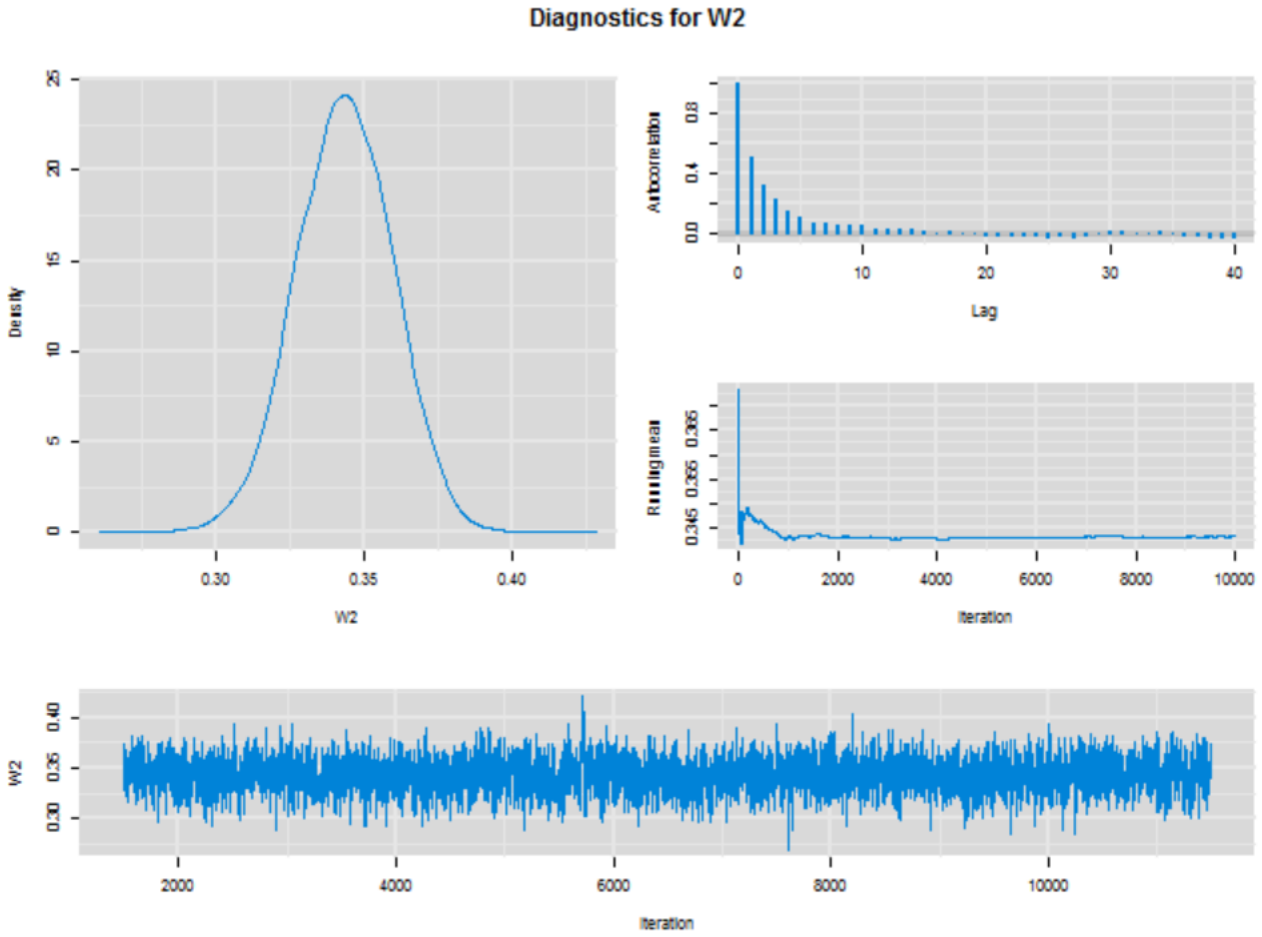 Diagnostics for W2
25
20
15
10
5
0
Density
0.30 0.35 0.40
W2
0.8
0.4
0.0
Autocorrelation
0 10 20 30 40
Lag
0.365
0.355
0.345
Running mean
0 2000 4000 6000 8000 10000
Iteration
0.40
0.35
0.30
W2
2000 4000 6000 8000 10000
Iteration